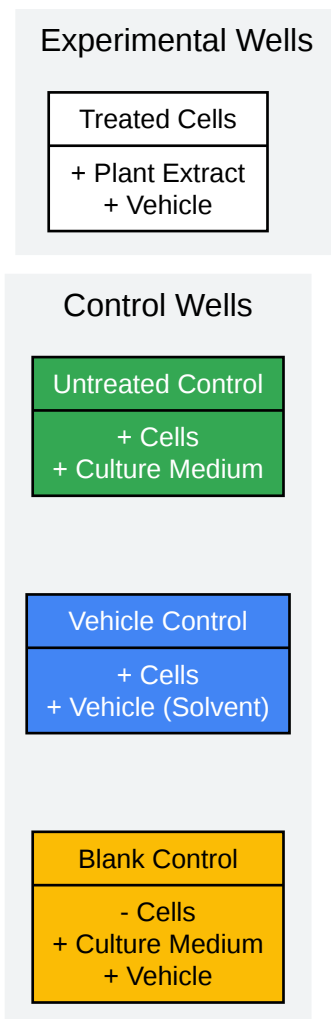 Experimental Wells
Treated Cells
+ Plant Extract
+ Vehicle
Control Wells
Untreated Control
+ Cells
+ Culture Medium
Vehicle Control
+ Cells
+ Vehicle (Solvent)
Blank Control
- Cells
+ Culture Medium
+ Vehicle